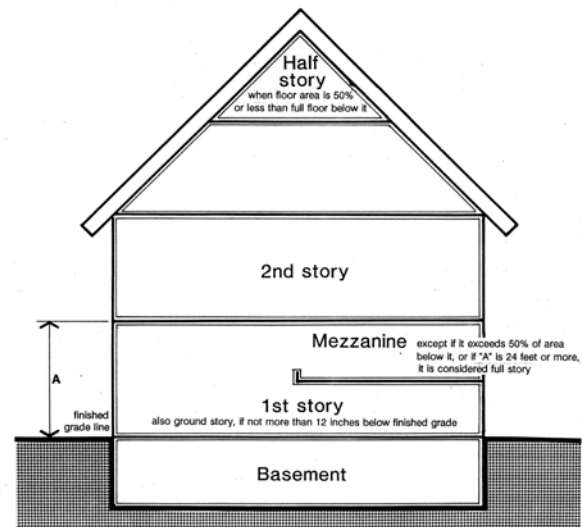 Half
story
when floor area is 50%
or less than full floor below it
2nd story
A
Mezzanine
except if it exceeds 50% of area
below it, or if "A" is 24 feet or more,
it is considered full story
1st story
also ground story, if not more than 12 inches below finished grade
finished
grade line
Basement